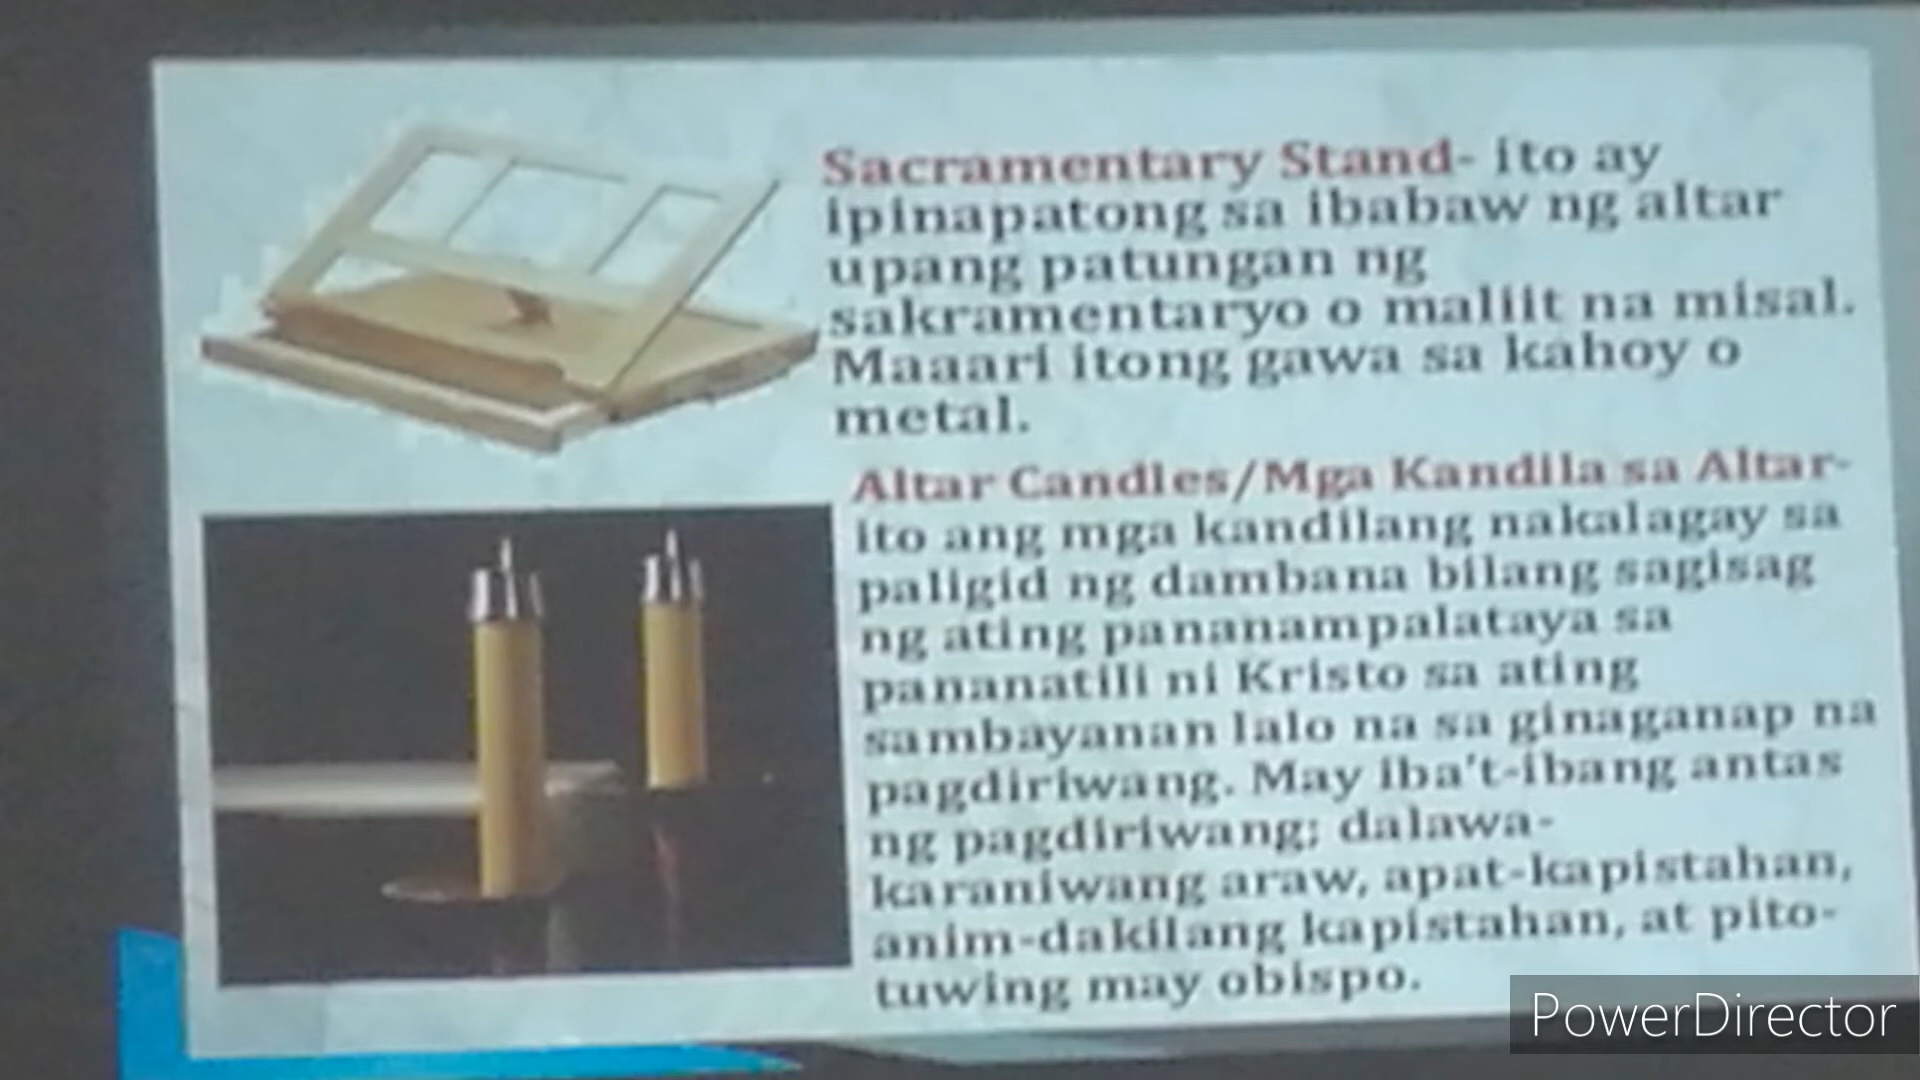 Sacramentary Stand- ito ay
ipinapatong sa ibabaw ng altar
upang patungan ng
sakramentaryo o maliit na misal.
Maaari itong gawa sa kahoy o
metal.
Altar Candles/Mga Kandila sa Altar-
ito ang mga kandilang nakalagay sa
paligid ng dambana bilang sagisag
ng ating pananampalataya sa
pananatili ni Kristo sa ating
sambayanan lalo na sa ginaganap na
pagdiriwang. May iba't-ibang antas
ng pagdiriwang; dalawa-
karaniwang araw, apat-kapistahan,
anim-dakilang kapistahan, at pito-
tuwing may obispo.
PowerDirector